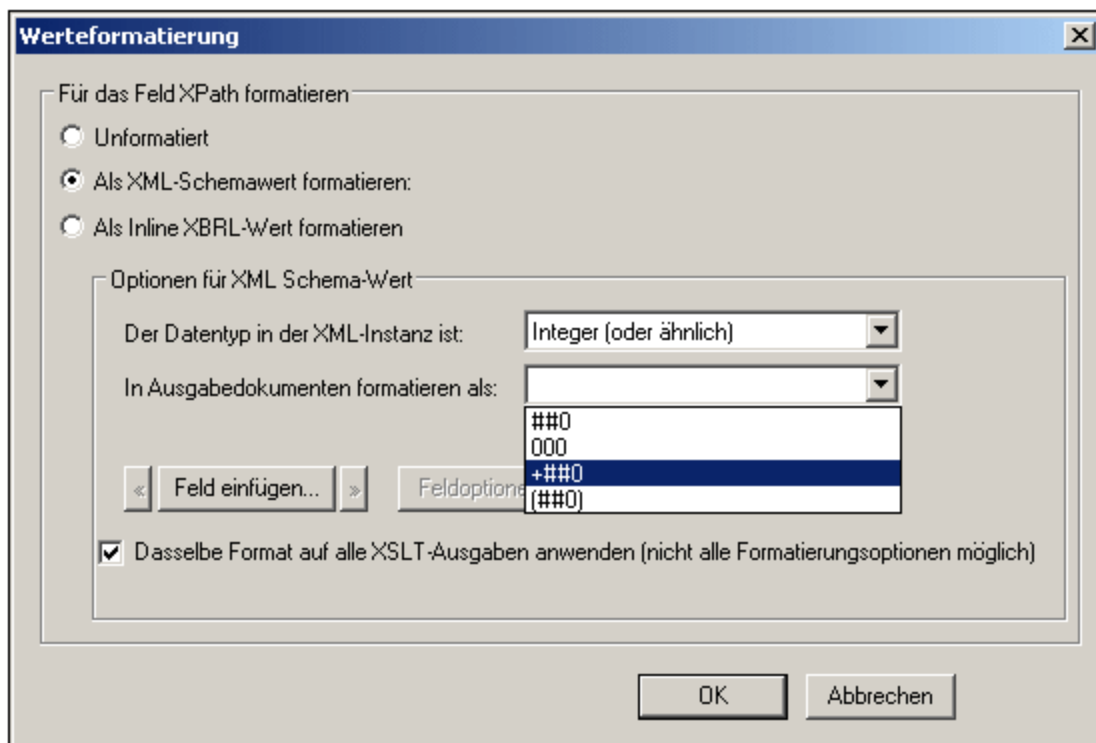 Werteformatierung
Für das Feld XPath formatieren
Unformatiert
Als XML-Schemawert formatieren:
Als Inline XBRL-Wert formatieren
Optionen für XML Schema-Wert
Der Datentyp in der XML-Instanz ist: Integer (oder ähnlich)
In Ausgabedokumenten formatieren als:
##0
000
+##0
(##0)
« Feld einfügen... » Feldoptione
Dasselbe Format auf alle XSLT-Ausgaben anwenden (nicht alle Formatierungsoptionen möglich)
OK Abbrechen